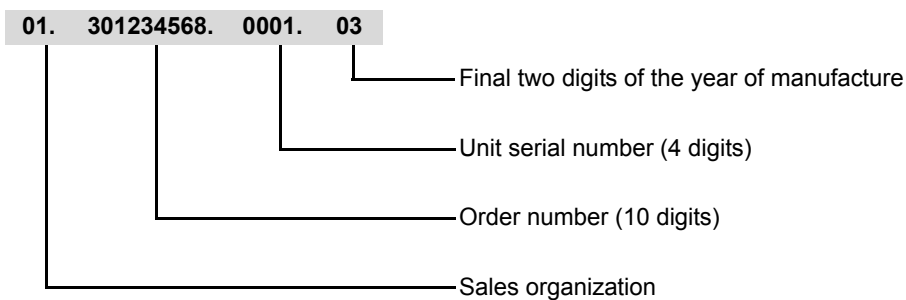 01. 301234568. 0001. 03
Final two digits of the year of manufacture
Unit serial number (4 digits)
Order number (10 digits)
Sales organization